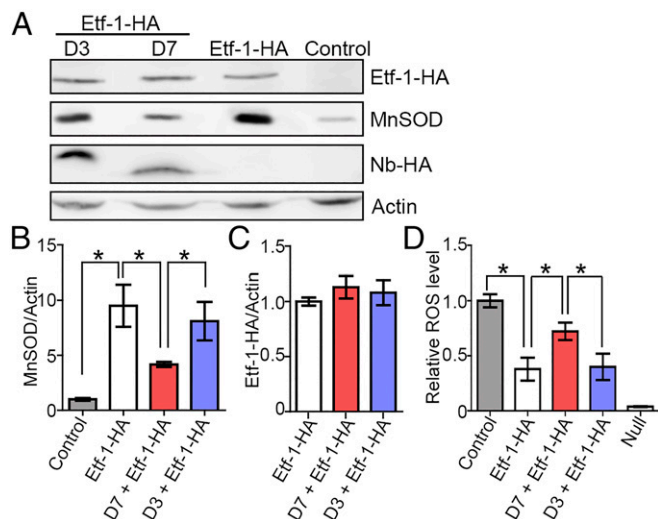 A
Etf-1-HA
D3 D7 Etf-1-HA Control
Etf-1-HA
MnSOD
Nb-HA
Actin
B
MnSOD/Actin
15
10
5
0
* * *
Control
Etf-1-HA
D7 + Etf-1-HA
D3 + Etf-1-HA
C
Etf-1-HA/Actin
1.5
1.0
0.5
0
Etf-1-HA
D7 + Etf-1-HA
D3 + Etf-1-HA
D
Relative ROS level
1.5
1.0
0.5
0
* * *
Control
Etf-1-HA
D7 + Etf-1-HA
D3 + Etf-1-HA
Null